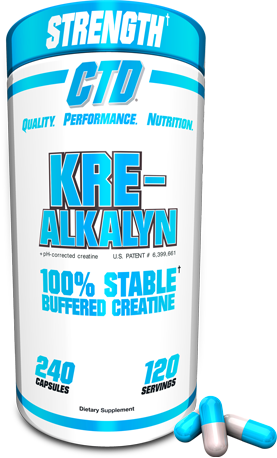 STRENGTH†
CTD®
QUALITY. PERFORMANCE. NUTRITION.
KRE-
ALKALYN
• pH-corrected creatine U.S. PATENT # 6,399,661
100% STABLE†
BUFFERED CREATINE
240 120
CAPSULES SERVINGS
Dietary Supplement